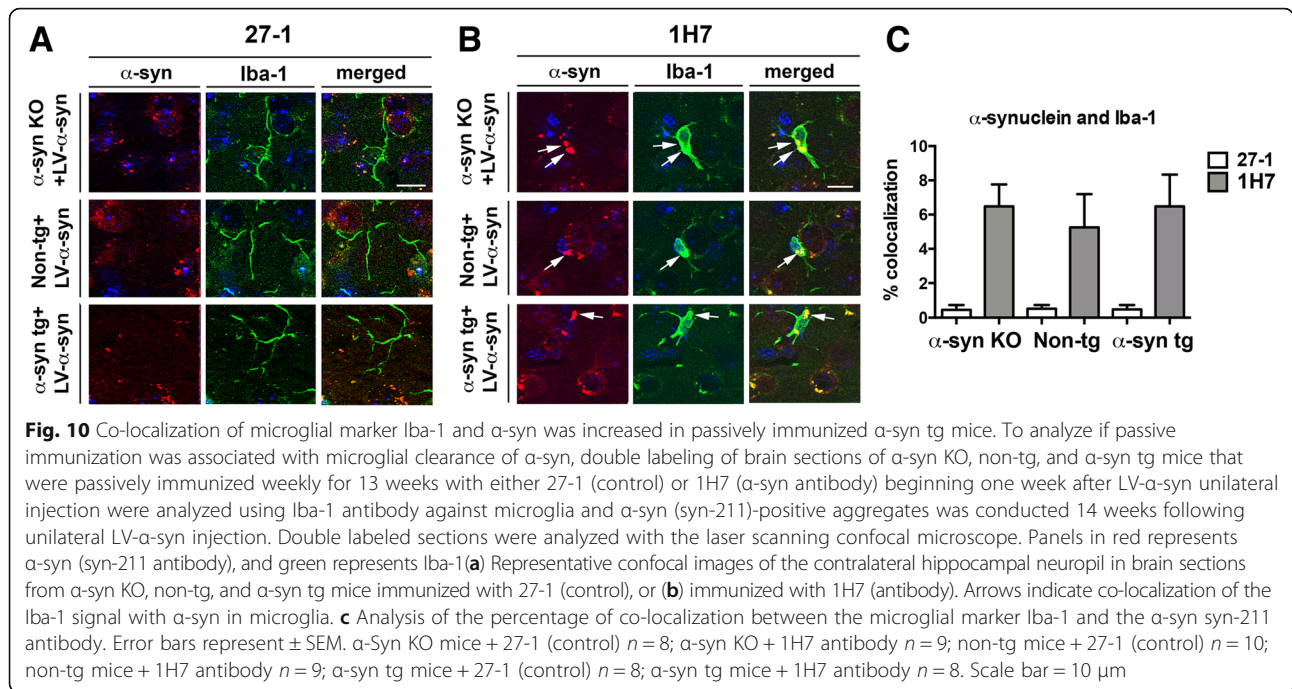 A
27-1
α-syn Iba-1 merged
α-syn KO
+LV-α-syn
Non-tg+
LV-α-syn
α-syn tg+
LV-α-syn
B
1H7
α-syn Iba-1 merged
α-syn KO
+LV-α-syn
Non-tg+
LV-α-syn
α-syn tg+
LV-α-syn
C
α-synuclein and Iba-1
% colocalization
10
8
6
4
2
0
27-1
1H7
α-syn KO Non-tg α-syn tg
Fig. 10 Co-localization of microglial marker Iba-1 and α-syn was increased in passively immunized α-syn tg mice. To analyze if passive
immunization was associated with microglial clearance of α-syn, double labeling of brain sections of α-syn KO, non-tg, and α-syn tg mice that
were passively immunized weekly for 13 weeks with either 27-1 (control) or 1H7 (α-syn antibody) beginning one week after LV-α-syn unilateral
injection were analyzed using Iba-1 antibody against microglia and α-syn (syn-211)-positive aggregates was conducted 14 weeks following
unilateral LV-α-syn injection. Double labeled sections were analyzed with the laser scanning confocal microscope. Panels in red represents
α-syn (syn-211 antibody), and green represents Iba-1(a) Representative confocal images of the contralateral hippocampal neuropil in brain sections
from α-syn KO, non-tg, and α-syn tg mice immunized with 27-1 (control), or (b) immunized with 1H7 (antibody). Arrows indicate co-localization of the
Iba-1 signal with α-syn in microglia. c Analysis of the percentage of co-localization between the microglial marker Iba-1 and the α-syn syn-211
antibody. Error bars represent ± SEM. α-Syn KO mice + 27-1 (control) n = 8; α-syn KO + 1H7 antibody n = 9; non-tg mice + 27-1 (control) n = 10;
non-tg mice + 1H7 antibody n = 9; α-syn tg mice + 27-1 (control) n = 8; α-syn tg mice + 1H7 antibody n = 8. Scale bar = 10 μm